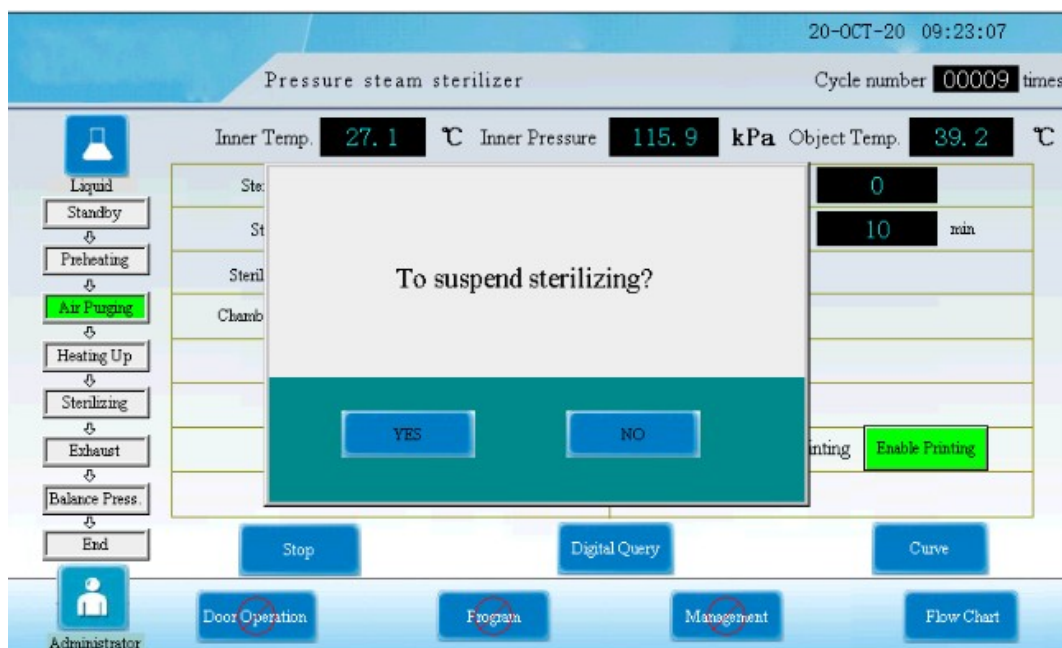 20-OCT-20 09:23:07
Pressure steam sterilizer
Cycle number 00009 times
Inner Temp. 27.1 ℃ Inner Pressure 115.9 kPa Object Temp. 39.2 ℃
Liquid
Standby
Preheating
Air Purging
Heating Up
Sterilizing
Exhaust
Balance Press.
End
Administrator
0
10 min
To suspend sterilizing?
YES NO
Enable Printing
Stop Digital Query Curve
Door Operation Program Management Flow Chart